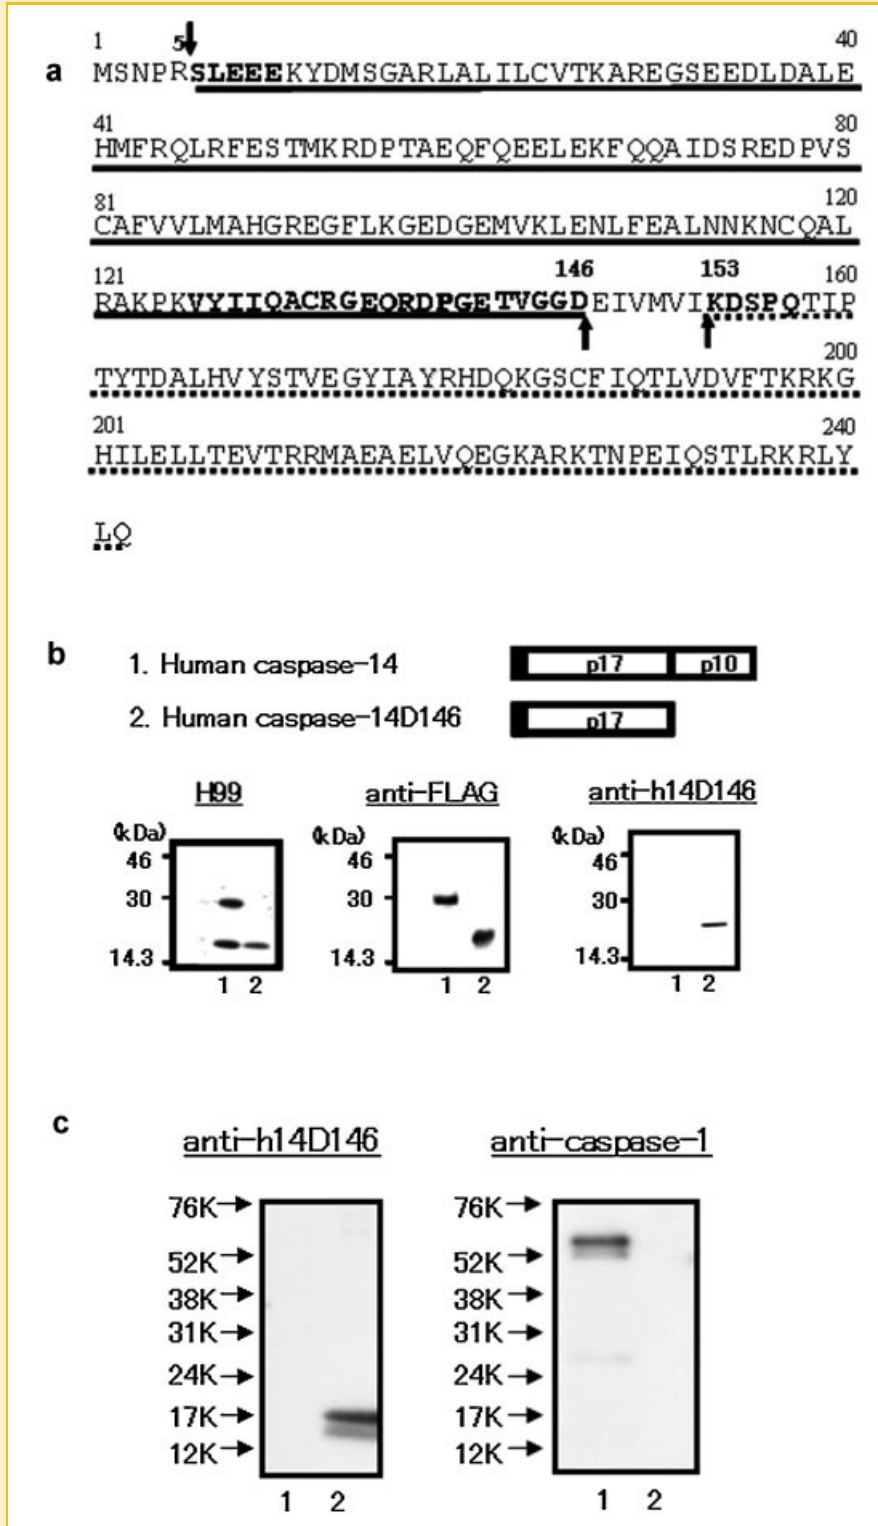 1 5 40
a MSNPRSLEEEKYDMSGARLALILCVTKAREGSEEDLDALE
41 80
HMFRQLRFESTMKRDPTAEQFQEELEKFQQAIDSREDPVS
81 120
CAFVVLMAHGREGFLKGEDGEMVKLENLFEALNNKNCQAL
121 146 153 160
RAKPKVYIIQACRGEQRDPGETVGGDEIVMVIKDSPQTIP
200
TYTDALHVYSTVEGYIAYRHDQKGSCFIQTLVDVFTKRKG
201 240
HILELLTEVTRRMAEAELVQEGKARKTNPEIQSTLRKRLY
LQ
b
1. Human caspase-14 p17 p10
2. Human caspase-14D146 p17
H99 anti-FLAG anti-h14D146
(kDa) (kDa) (kDa)
46 46 46
30 30 30
14.3 14.3 14.3
1 2 1 2 1 2
c
anti-h14D146 anti-caspase-1
76K 76K
52K 52K
38K 38K
31K 31K
24K 24K
17K 17K
12K 12K
1 2 1 2